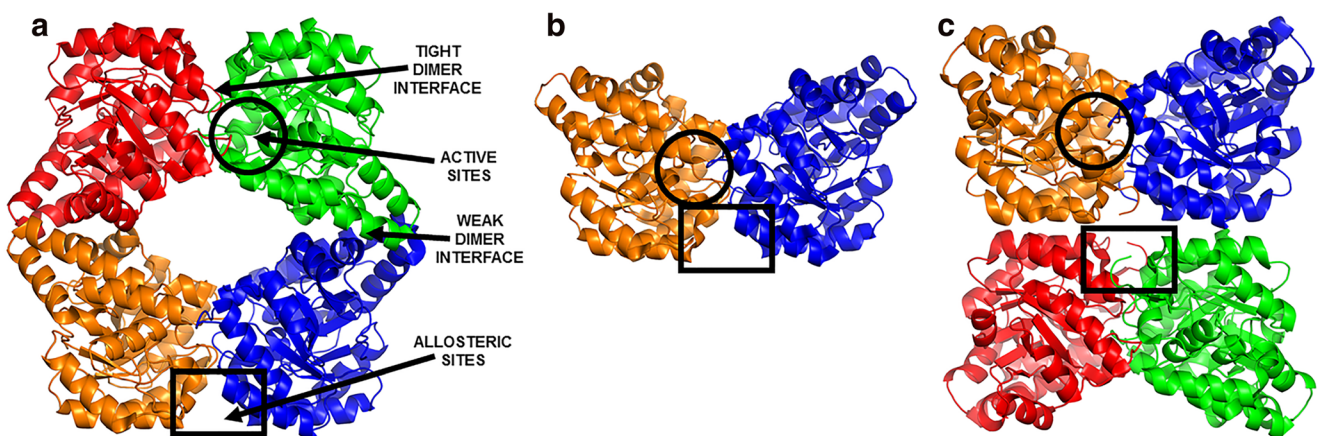 a
TIGHT
DIMER
INTERFACE
ACTIVE
SITES
WEAK
DIMER
INTERFACE
ALLOSTERIC
SITES
b
c